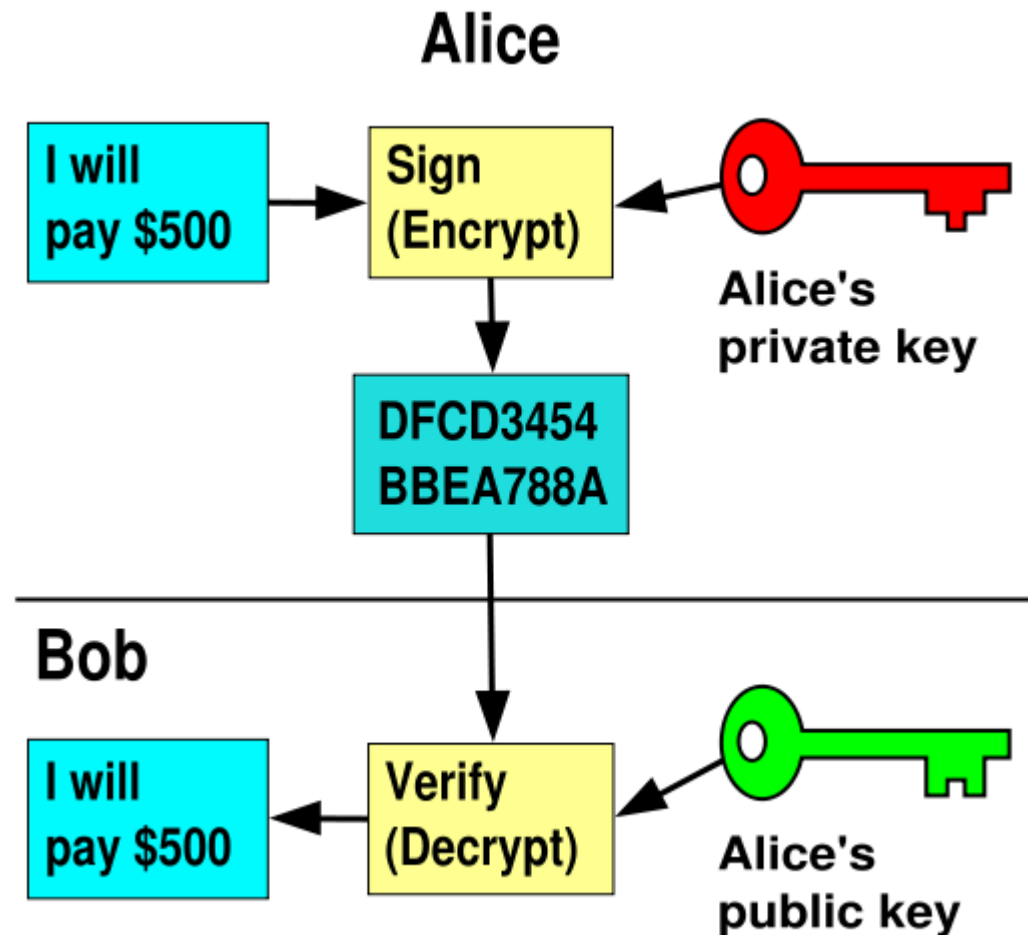 Alice
I will
pay $500
Sign
(Encrypt)
Alice's
private key
DFCD3454
BBEA788A
Bob
I will
pay $500
Verify
(Decrypt)
Alice's
public key